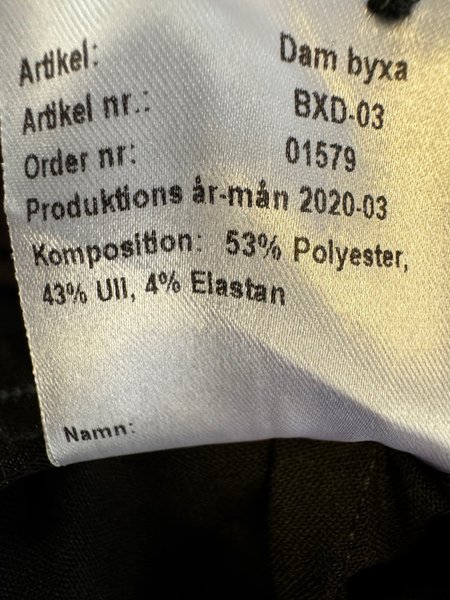 Artikel: Dam byxa
Artikel nr.: BXD-03
Order nr: 01579
Produktions år-mån 2020-03
Komposition: 53% Polyester,
43% Ull, 4% Elastan
Namn: